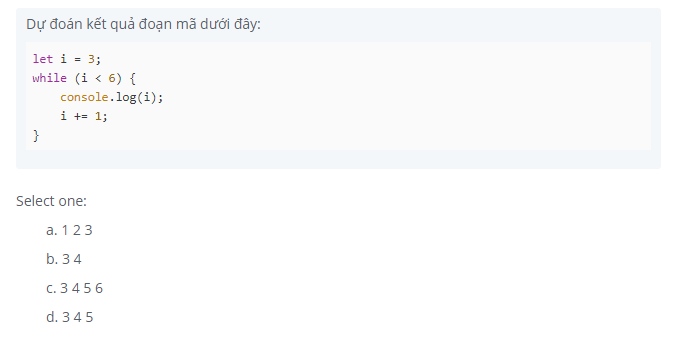 Dự đoán kết quả đoạn mã dưới đây:
let i = 3;
while (i < 6) {
    console.log(i);
    i += 1;
}
Select one:
a. 1 2 3
b. 3 4
c. 3 4 5 6
d. 3 4 5